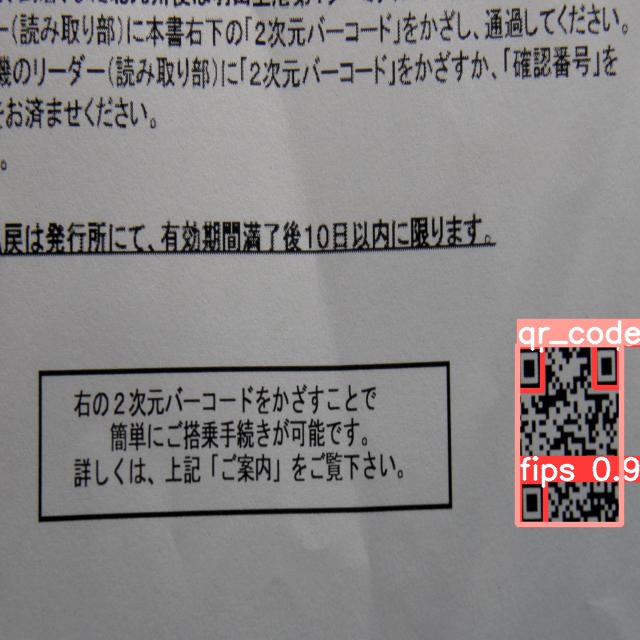 ー(読み取り部)に本書右下の「2次元バーコード」をかざし、通過してください。
機のリーダー(読み取り部)に「2次元バーコード」をかざすか、「確認番号」を
お済ませください。
。
戻は発行所にて、有効期間満了後10日以内に限ります。
右の2次元バーコードをかざすことで
簡単にご搭乗手続きが可能です。
詳しくは、上記「ご案内」をご覧下さい。
qr_code
fips 0.9